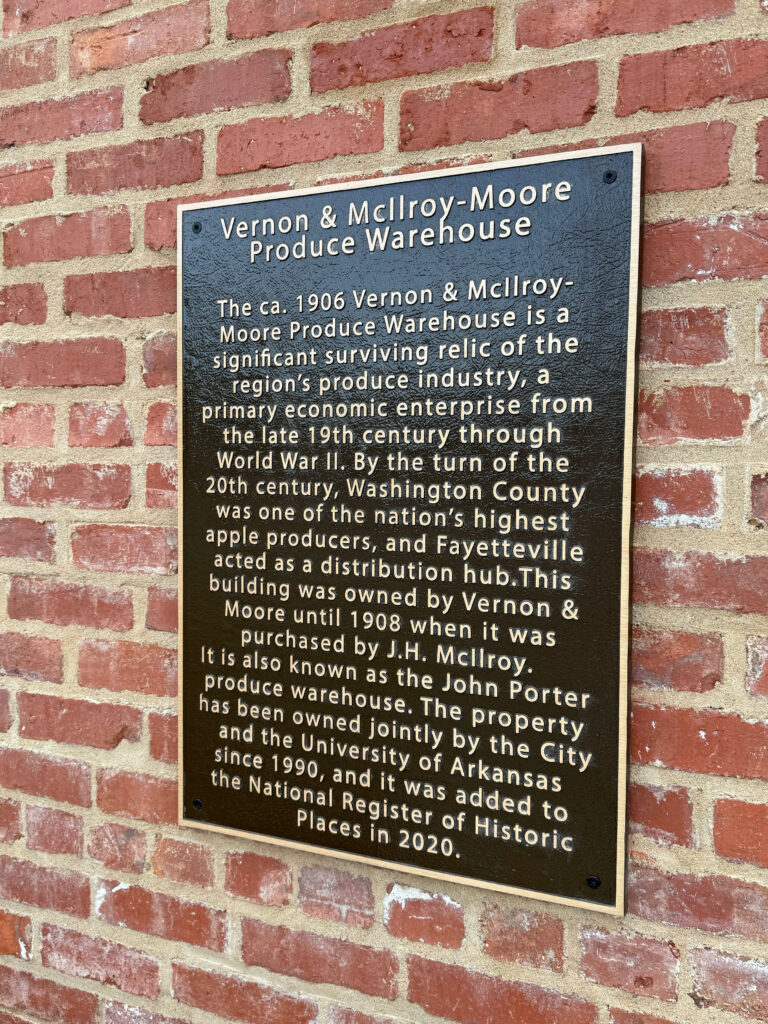 Vernon & McIlroy-Moore
Produce Warehouse
The ca. 1906 Vernon & McIlroy-
Moore Produce Warehouse is a
significant surviving relic of the
region's produce industry, a
primary economic enterprise from
the late 19th century through
World War II. By the turn of the
20th century, Washington County
was one of the nation's highest
apple producers, and Fayetteville
acted as a distribution hub.This
building was owned by Vernon &
Moore until 1908 when it was
purchased by J.H. McIlroy.
It is also known as the John Porter
produce warehouse. The property
has been owned jointly by the City
and the University of Arkansas
since 1990, and it was added to
the National Register of Historic
Places in 2020.